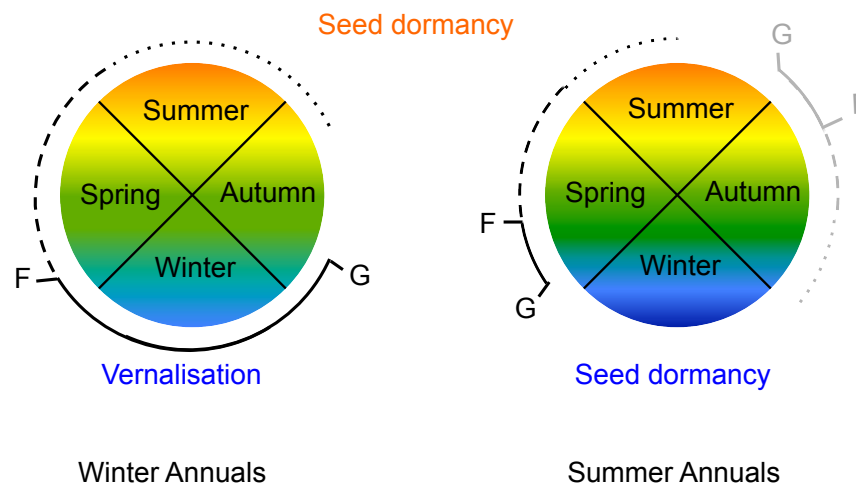 Seed dormancy
G
Summer
Summer
Spring
Autumn
Spring
Autumn
F
Winter
Winter
F
G
G
Vernalisation
Seed dormancy
Winter Annuals
Summer Annuals